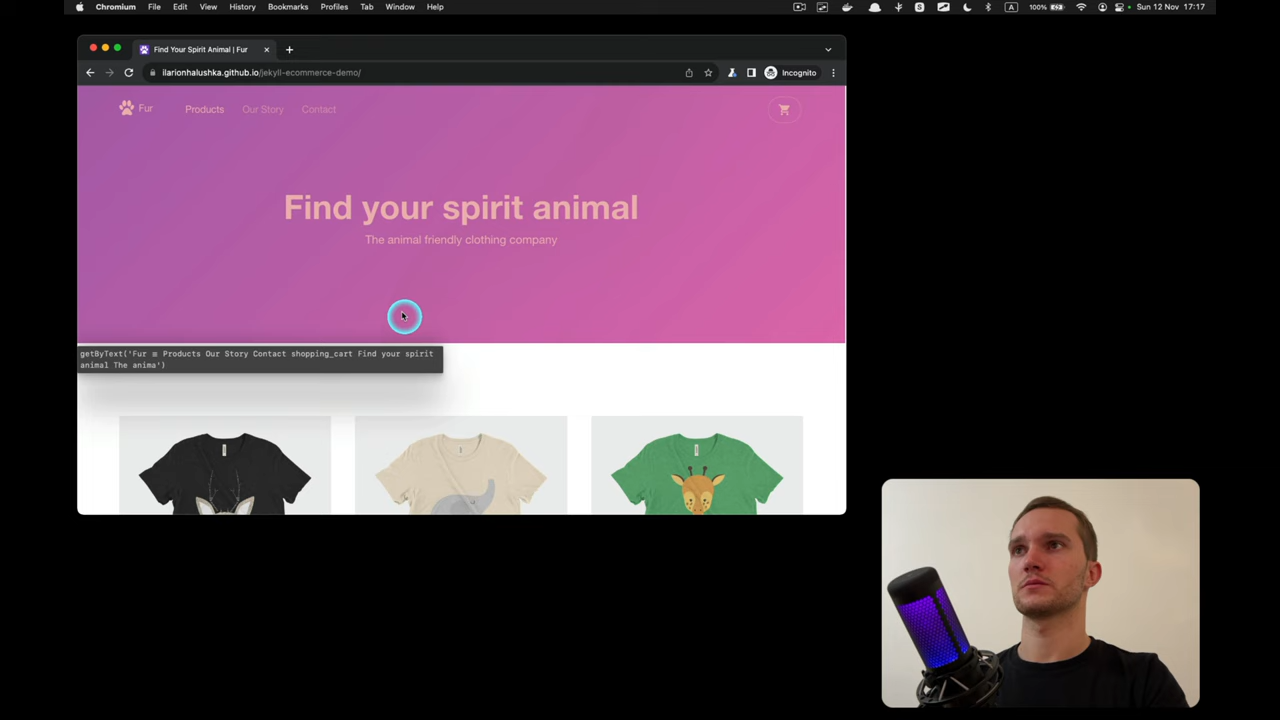 Chromium File Edit View History Bookmarks Profiles Tab Window Help
100% Sun 12 Nov 17:17
Find Your Spirit Animal | Fur
ilarionhalushka.github.io/jekyll-ecommerce-demo/
Incognito
Fur Products Our Story Contact
Find your spirit animal
The animal friendly clothing company
getByText('Fur ≡ Products Our Story Contact shopping_cart Find your spirit
animal The anima')